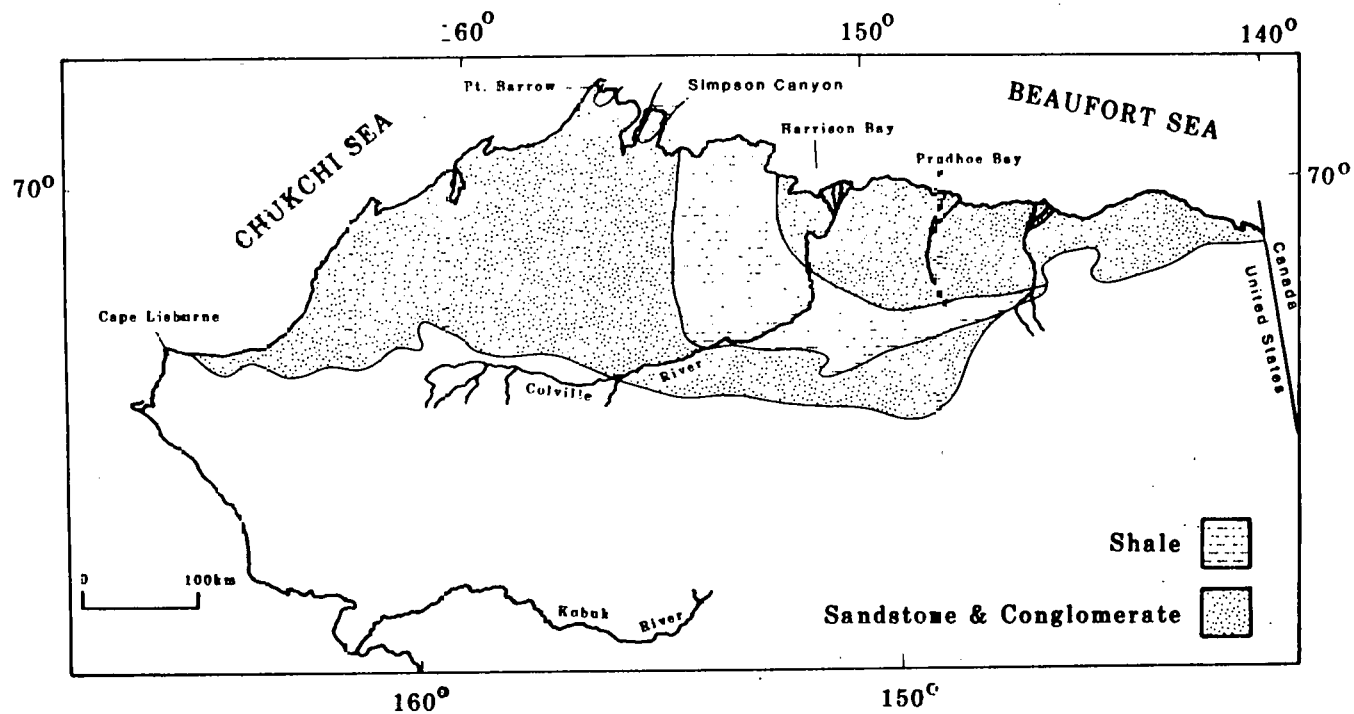 160°
150°
140°
Pt. Barrow
Simpson Canyon
BEAUFORT SEA
Harrison Bay
CHUKCHI SEA
Prudhoe Bay
70°
70°
Canada
United States
Cape Lisburne
River
Colville
Shale
0 100km
Kobuk
River
Sandstone & Conglomerate
160°
150°